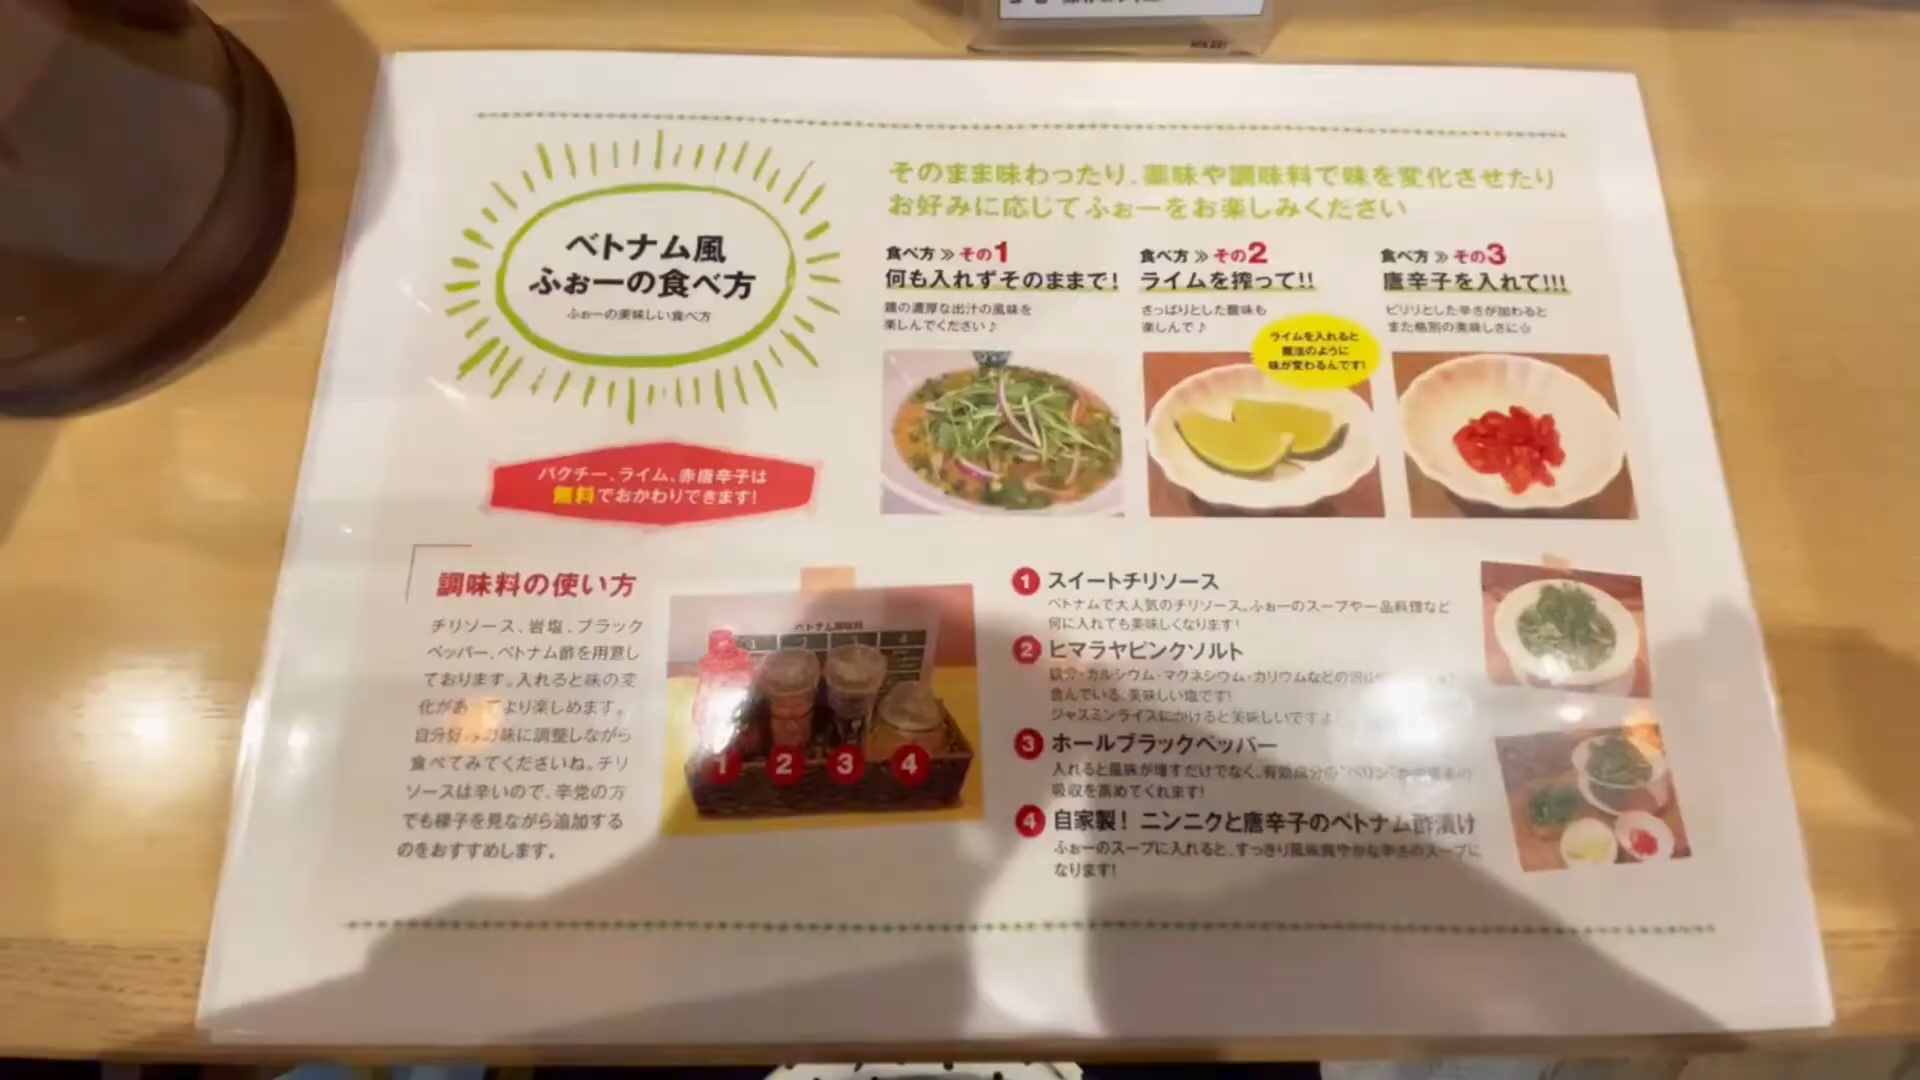 ベトナム風
ふぉーの食べ方
ふぉーの美味しい食べ方
パクチー、ライム、赤唐辛子は
無料でおかわりできます!
そのまま味わったり、薬味や調味料で味を変化させたり
お好みに応じてふぉーをお楽しみください
食べ方 » その1
何も入れずそのままで!
鶏の濃厚な出汁の風味を
楽しんでください♪
食べ方 » その2
ライムを搾って!!
さっぱりとした酸味も
楽しんで♪
ライムを入れると
魔法のように
味が変わるんです!
食べ方 » その3
唐辛子を入れて!!!
ピリリとした辛さが加わると
また格別の美味しさに☆
調味料の使い方
チリソース、岩塩、ブラック
ペッパー、ベトナム酢を用意し
ております。入れると味の変
化があ てより楽しめます。
自分好 の味に調整しながら
食べてみてくださいね。チリ
ソースは辛いので、辛党の方
でも様子を見ながら追加する
のをおすすめします。
ベトナム調味料
1 2 3 4
1 2 3 4
1 スイートチリソース
ベトナムで大人気のチリソース。ふぉーのスープや一品料理など
何に入れても美味しくなります!
2 ヒマラヤピンクソルト
鉄分・カルシウム・マグネシウム・カリウムなどの沢山
含んでいる、美味しい塩です!
ジャスミンライスにかけると美味しいですよ
3 ホールブラックペッパー
入れると風味が増すだけでなく、有効成分の"ペリン"が
吸収を高めてくれます!
4 自家製! ニンニクと唐辛子のベトナム酢漬け
ふぉーのスープに入れると、すっきり風味爽やかな辛さのスープに
なります!